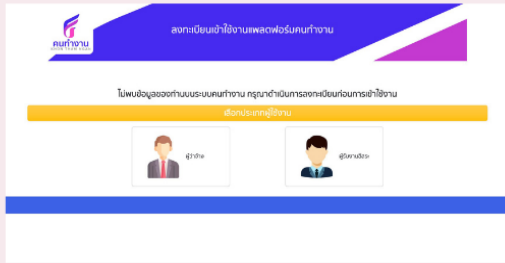 ลงทะเบียนเข้าใช้งานแพลตฟอร์มคนทำงาน
คนทำงาน
KHON THAM NGAN
ไม่พบข้อมูลของท่านบนระบบคนทำงาน กรุณาดำเนินการลงทะเบียนก่อนการเข้าใช้งาน
เลือกประเภทผู้ใช้งาน
ผู้ว่าจ้าง
ผู้รับงานอิสระ